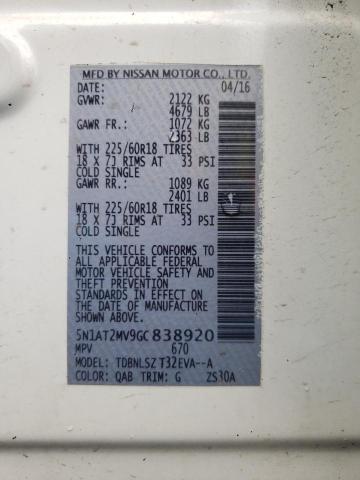 MFD BY NISSAN MOTOR CO., LTD.
DATE: 04/16
GVWR: 2122 KG
4679 LB
GAWR FR.: 1072 KG
2363 LB
WITH 225/60R18 TIRES
18 X 7J RIMS AT 33 PSI
COLD SINGLE
GAWR RR: 1089 KG
2401 LB
WITH 225/60R18 TIRES
18 X 7J RIMS AT 33 PSI
COLD SINGLE
THIS VEHICLE CONFORMS TO
ALL APPLICABLE FEDERAL
MOTOR VEHICLE SAFETY AND
THEFT PREVENTION STANDARDS
IN EFFECT ON THE DATE OF
MANUFACTURE SHOWN ABOVE.
5N1AT2MV9GC838920
MPV 670
MODEL: TDBNLSZ T32EVA--A
COLOR: QAB TRIM: G ZS30A